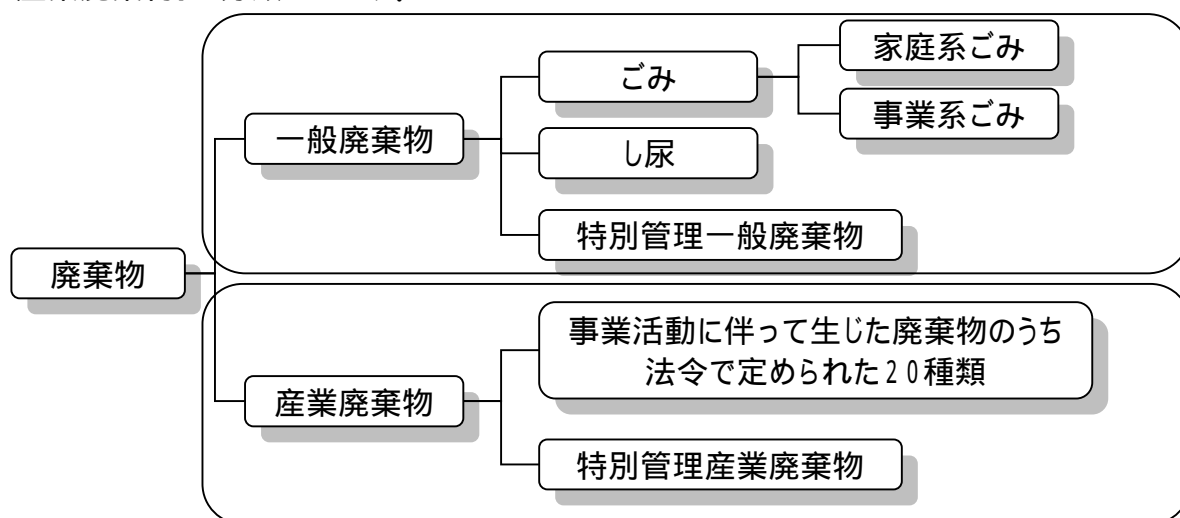 家庭系ごみ
ごみ
事業系ごみ
一般廃棄物
し尿
特別管理一般廃棄物
廃棄物
事業活動に伴って生じた廃棄物のうち
法令で定められた20種類
産業廃棄物
特別管理産業廃棄物